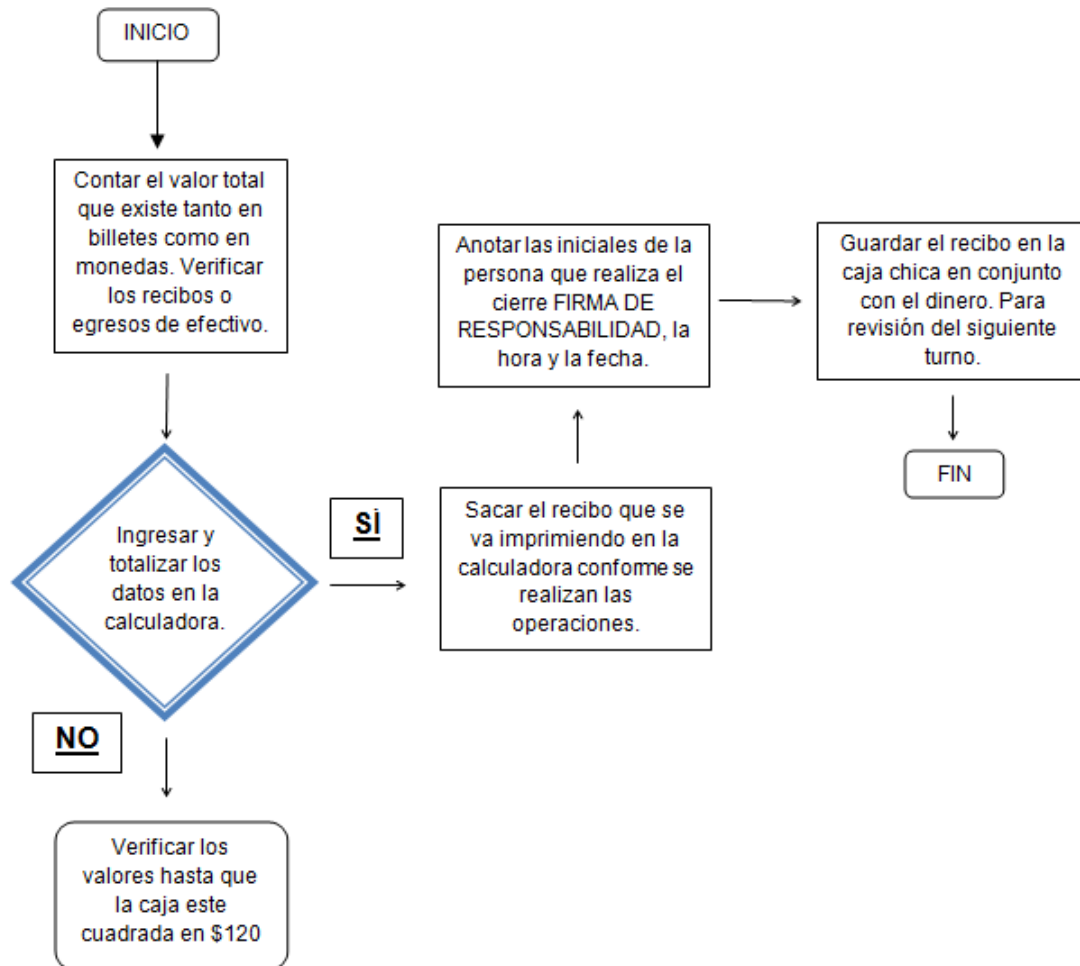 INICIO
Contar el valor total
que existe tanto en
billetes como en
monedas. Verificar
los recibos o
egresos de efectivo.
Ingresar y
totalizar los
datos en la
calculadora.
SÍ
Sacar el recibo que se
va imprimiendo en la
calculadora conforme se
realizan las
operaciones.
Anotar las iniciales de la
persona que realiza el
cierre FIRMA DE
RESPONSABILIDAD, la
hora y la fecha.
Guardar el recibo en la
caja chica en conjunto
con el dinero. Para
revisión del siguiente
turno.
FIN
NO
Verificar los
valores hasta que
la caja este
cuadrada en $120